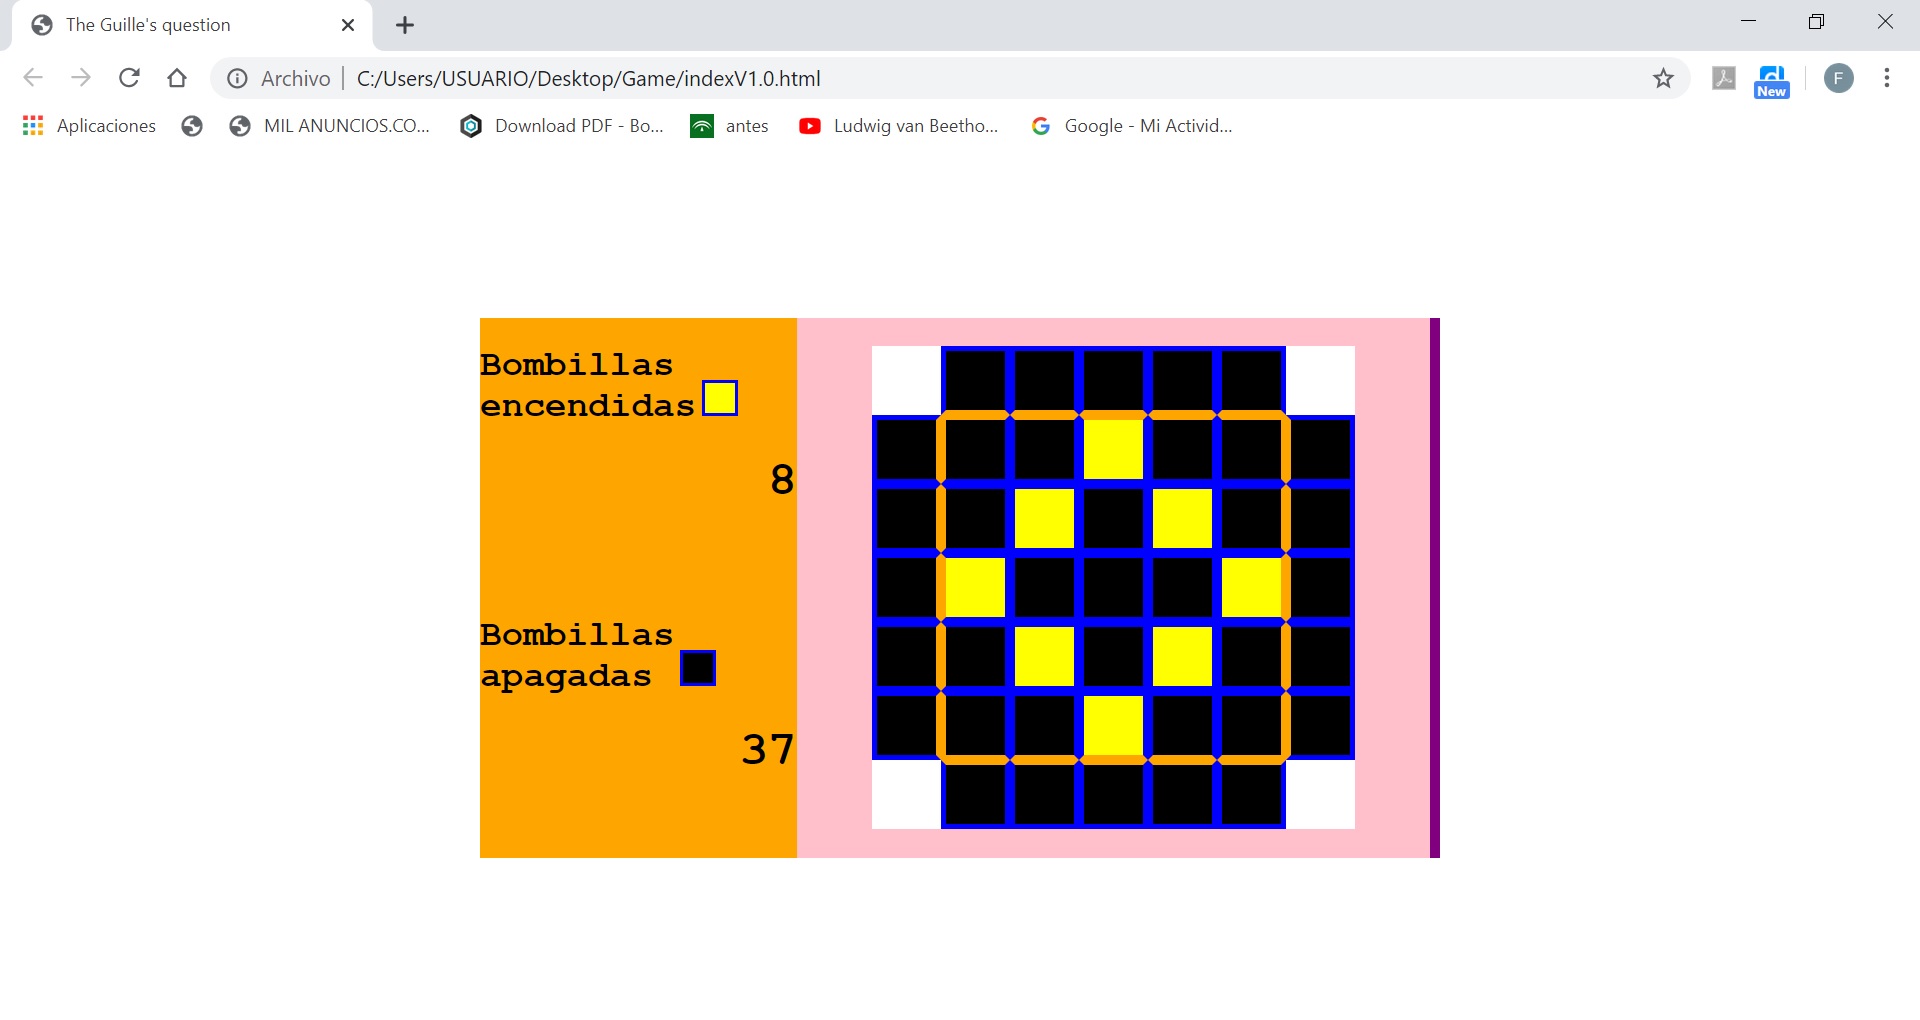 The Guille's question
Archivo C:/Users/USUARIO/Desktop/Game/indexV1.0.html
New
F
Aplicaciones MIL ANUNCIOS.CO... Download PDF - Bo... antes Ludwig van Beetho... Google - Mi Activid...
Bombillas
encendidas
8
Bombillas
apagadas
37